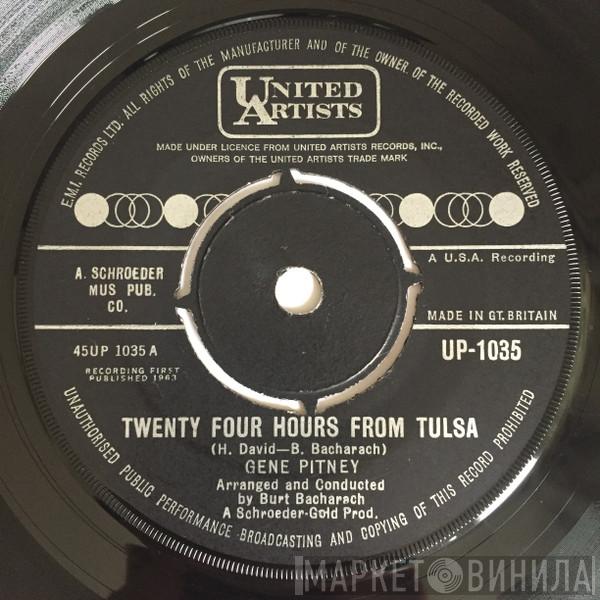 E.M.I. RECORDS LTD. ALL RIGHTS OF THE MANUFACTURER AND OF THE OWNER OF THE RECORDED WORK RESERVED
UNITED
ARTISTS
MADE UNDER LICENCE FROM UNITED ARTISTS RECORDS, INC.,
OWNERS OF THE UNITED ARTISTS TRADE MARK
A. SCHROEDER
MUS PUB.
CO.
A U.S.A. Recording
MADE IN GT. BRITAIN
45UP 1035 A
RECORDING FIRST
PUBLISHED 1963
UP-1035
TWENTY FOUR HOURS FROM TULSA
(H. David—B. Bacharach)
GENE PITNEY
Arranged and Conducted
by Burt Bacharach
A Schroeder-Gold Prod.
UNAUTHORISED PUBLIC PERFORMANCE BROADCASTING AND COPYING OF THIS RECORD PROHIBITED
МАРКЕТ ВИНИЛА